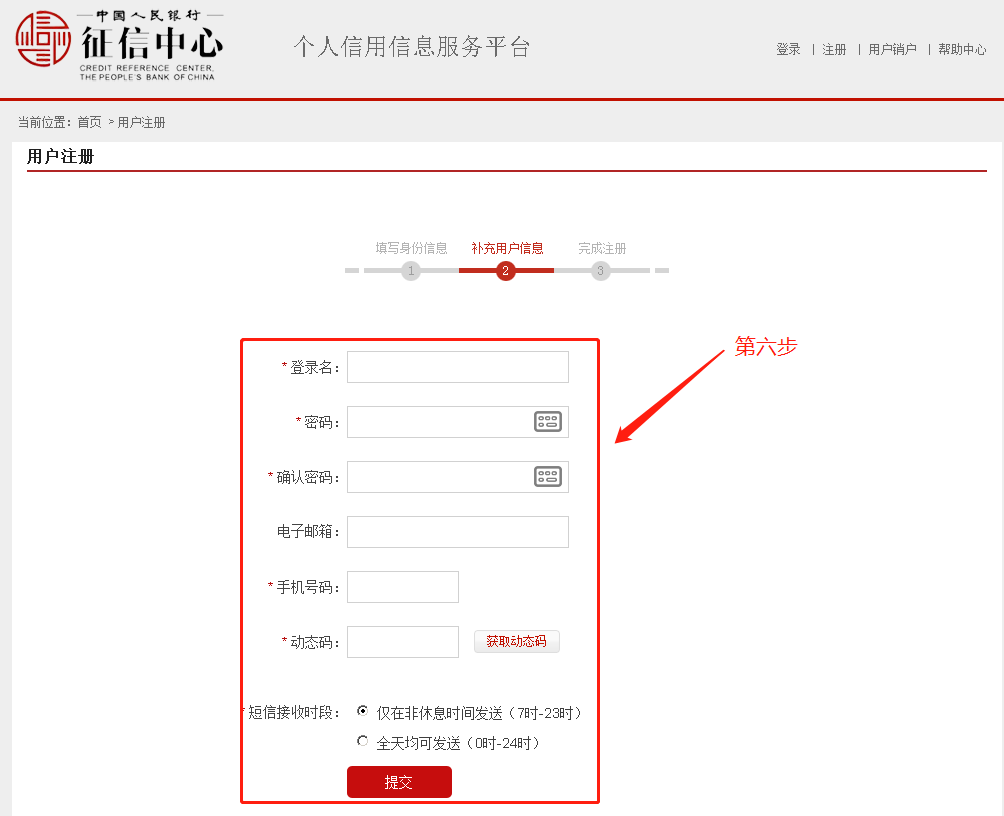 中国人民银行
征信中心
CREDIT REFERENCE CENTER,
THE PEOPLE'S BANK OF CHINA
个人信用信息服务平台
登录 | 注册 | 用户销户 | 帮助中心
当前位置：首页 > 用户注册
用户注册
填写身份信息 补充用户信息 完成注册
1 2 3
第六步
* 登录名：
* 密码：
* 确认密码：
电子邮箱：
* 手机号码：
* 动态码： 获取动态码
* 短信接收时段： 仅在非休息时间发送（7时-23时）
全天均可发送（0时-24时）
提交